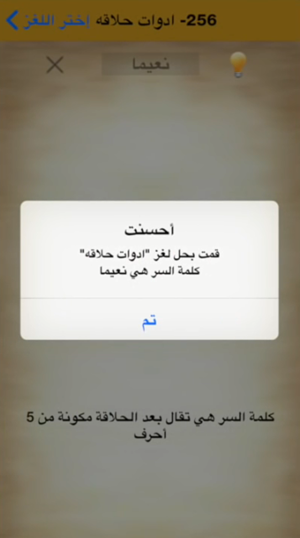 256- ادوات حلاقه إختر اللغز
نعيما
أحسنت
قمت بحل لغز "ادوات حلاقه"
كلمة السر هي نعيما
تم
كلمة السر هي تقال بعد الحلاقة مكونة من 5
أحرف